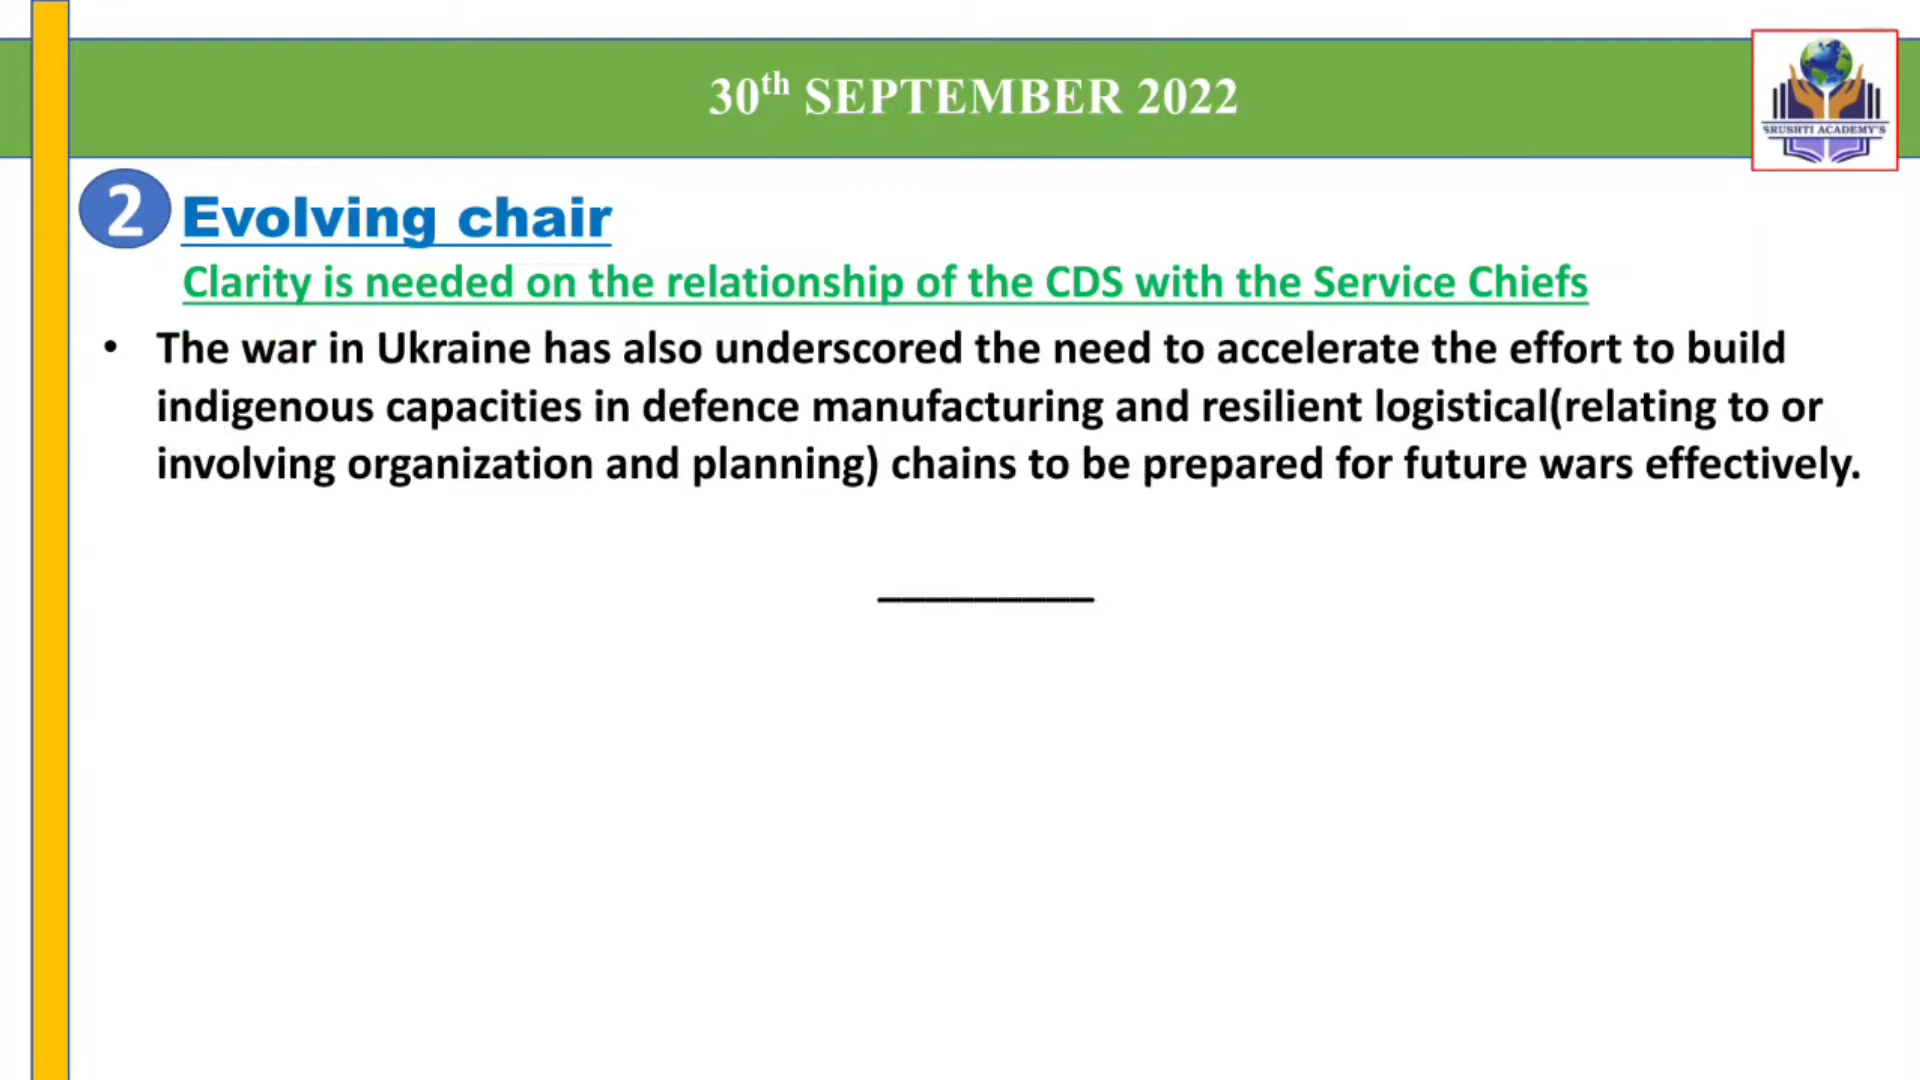 30th SEPTEMBER 2022
SRUSHTI ACADEMY'S
2 Evolving chair
Clarity is needed on the relationship of the CDS with the Service Chiefs
• The war in Ukraine has also underscored the need to accelerate the effort to build
indigenous capacities in defence manufacturing and resilient logistical(relating to or
involving organization and planning) chains to be prepared for future wars effectively.
_________